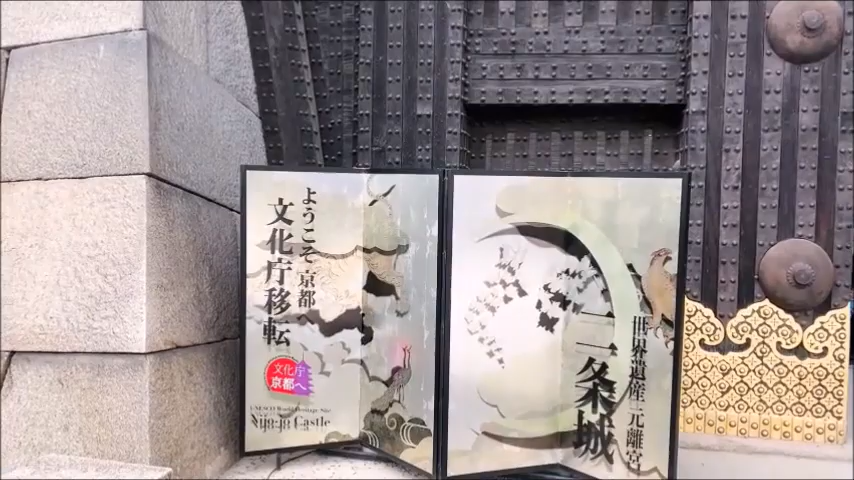 ようこそ京都へ
文化庁移転
文化庁
京都へ
UNESCO World Heritage Site
Nijo-jo Castle
世界遺産・元離宮
二条城